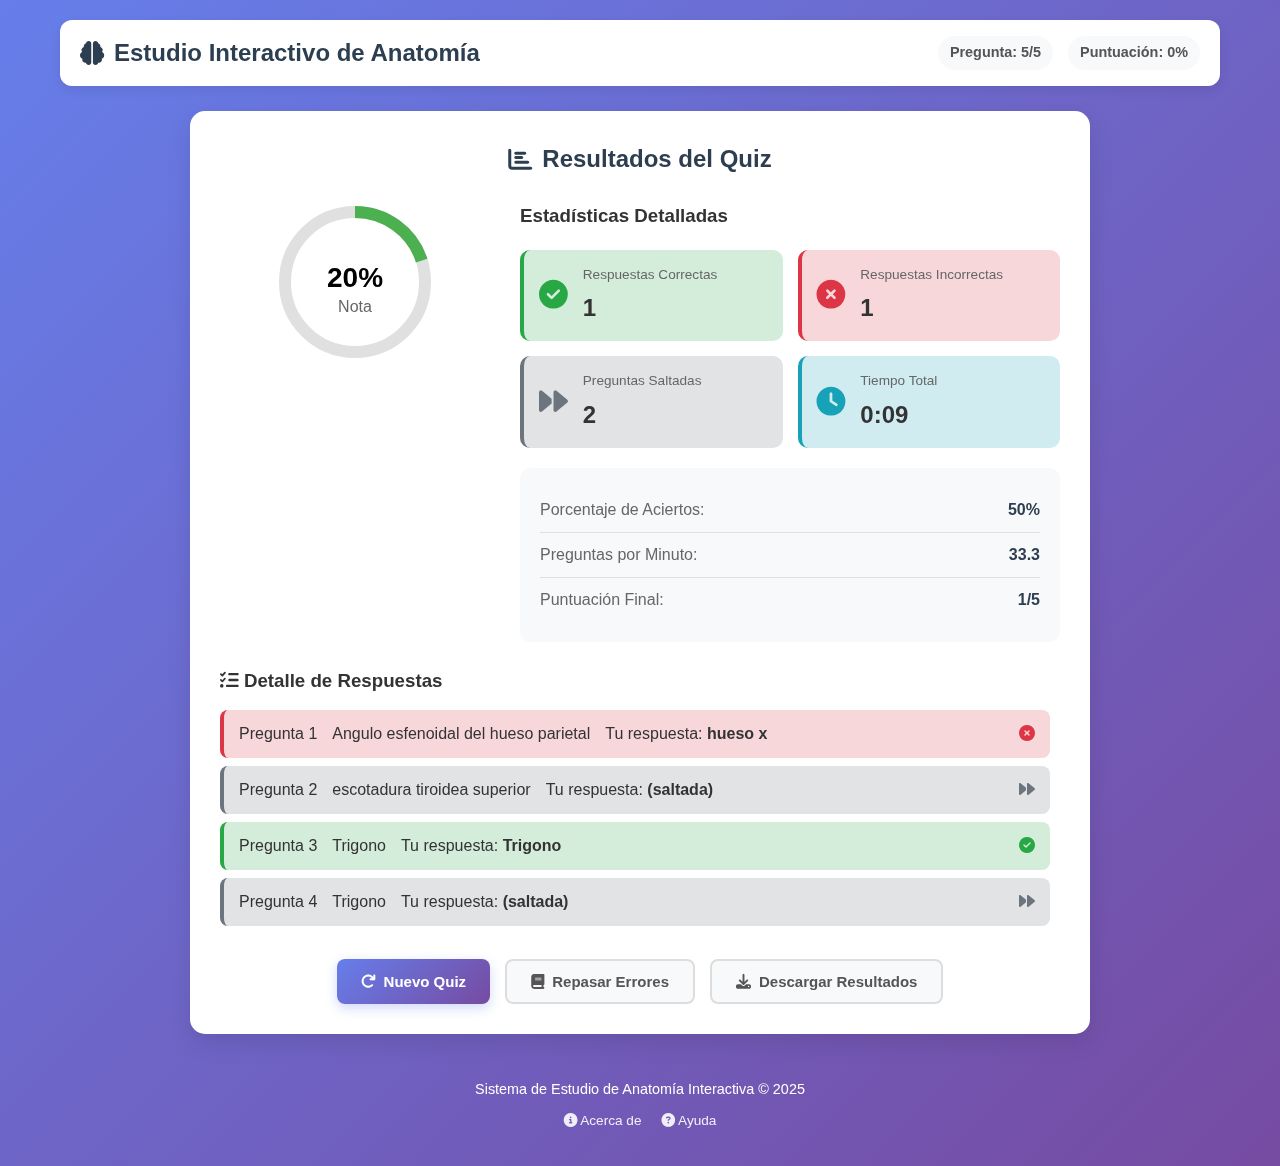 Estudio Interactivo de Anatomía
Pregunta: 5/5
Puntuación: 0%
Resultados del Quiz
20%
Nota
Estadísticas Detalladas
Respuestas Correctas
1
Respuestas Incorrectas
1
Preguntas Saltadas
2
Tiempo Total
0:09
Porcentaje de Aciertos: 50%
Preguntas por Minuto: 33.3
Puntuación Final: 1/5
Detalle de Respuestas
Pregunta 1 Angulo esfenoidal del hueso parietal Tu respuesta: hueso x
Pregunta 2 escotadura tiroidea superior Tu respuesta: (saltada)
Pregunta 3 Trigono Tu respuesta: Trigono
Pregunta 4 Trigono Tu respuesta: (saltada)
Nuevo Quiz
Repasar Errores
Descargar Resultados
Sistema de Estudio de Anatomía Interactiva © 2025
Acerca de
Ayuda